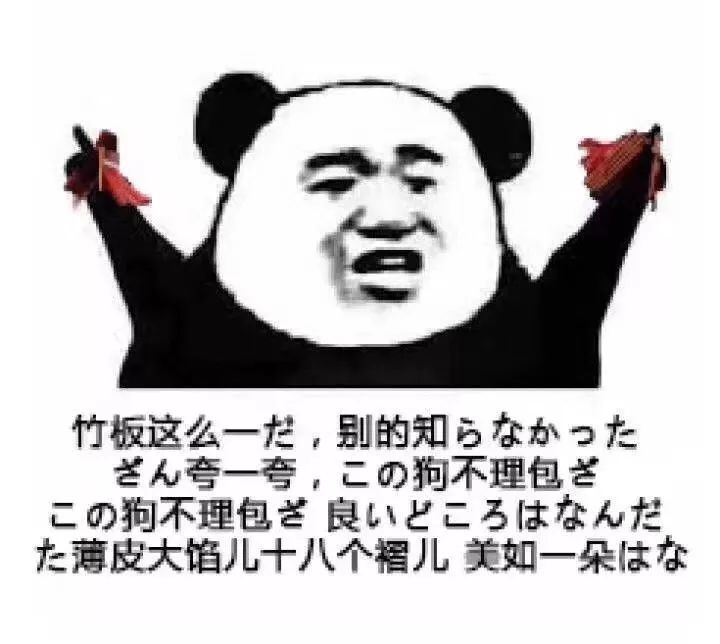 竹板这么一だ，别的知らなかった
ざん夸一夸，この狗不理包ざ
この狗不理包ざ 良いどころはなんだ
た薄皮大馅儿十八个褶儿 美如一朵はな